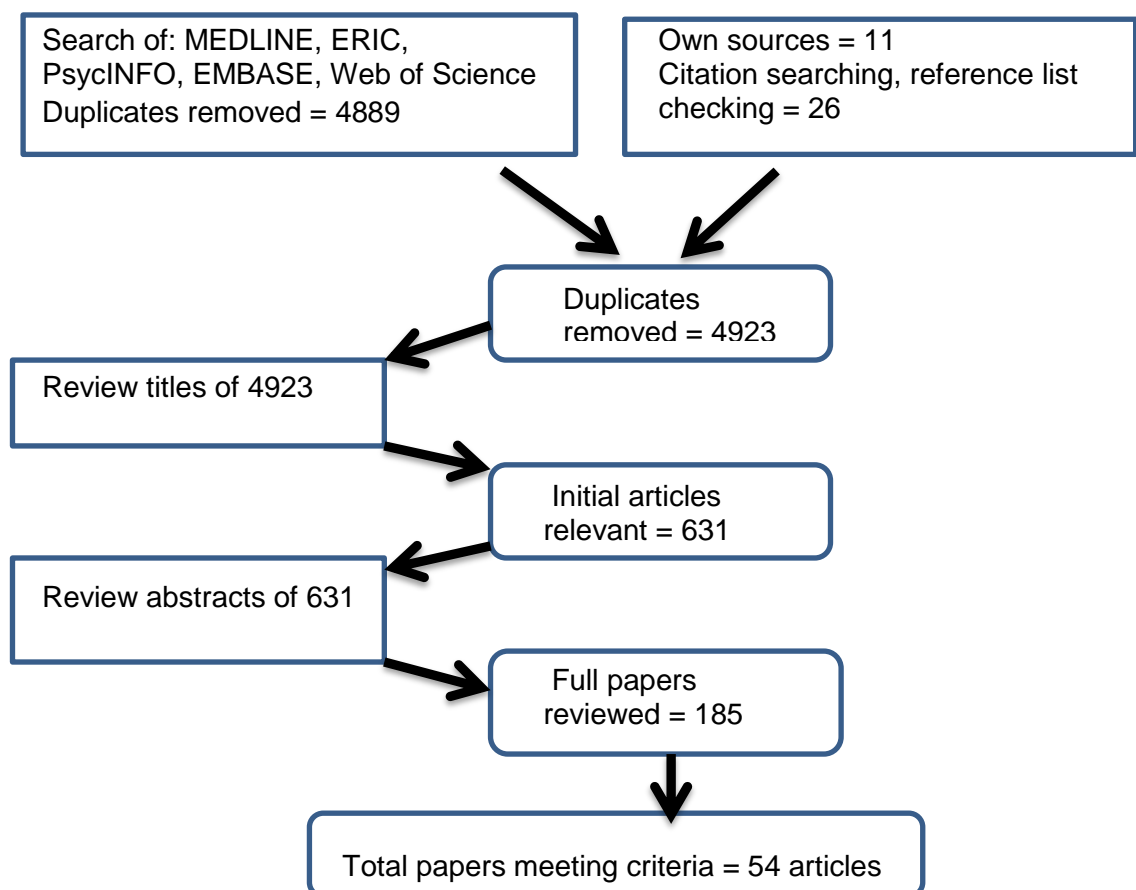 Search of: MEDLINE, ERIC,
PsycINFO, EMBASE, Web of Science
Duplicates removed = 4889
Own sources = 11
Citation searching, reference list
checking = 26
Duplicates
removed = 4923
Review titles of 4923
Initial articles
relevant = 631
Review abstracts of 631
Full papers
reviewed = 185
Total papers meeting criteria = 54 articles